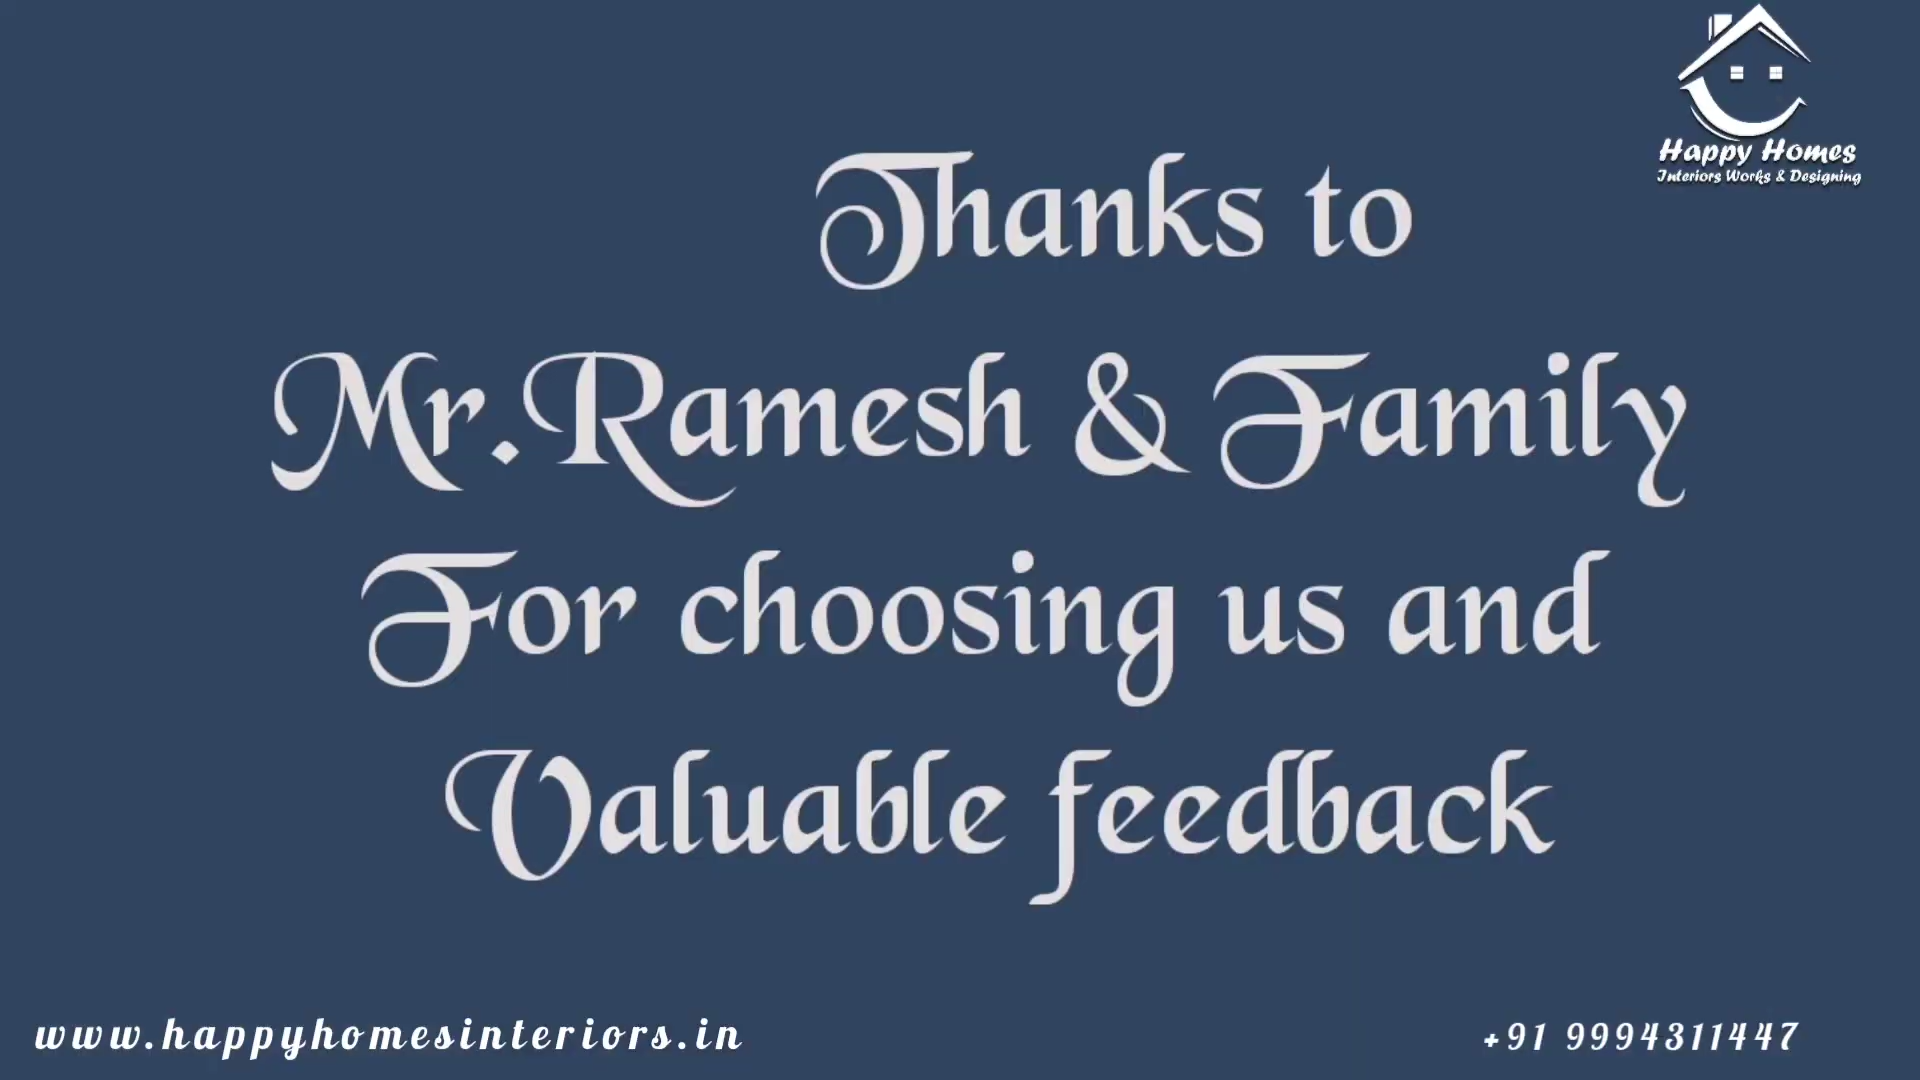 Happy Homes
Interiors Works & Designing
Thanks to
Mr.Ramesh & Family
For choosing us and
Valuable feedback
www.happyhomesinteriors.in
+91 9994311447